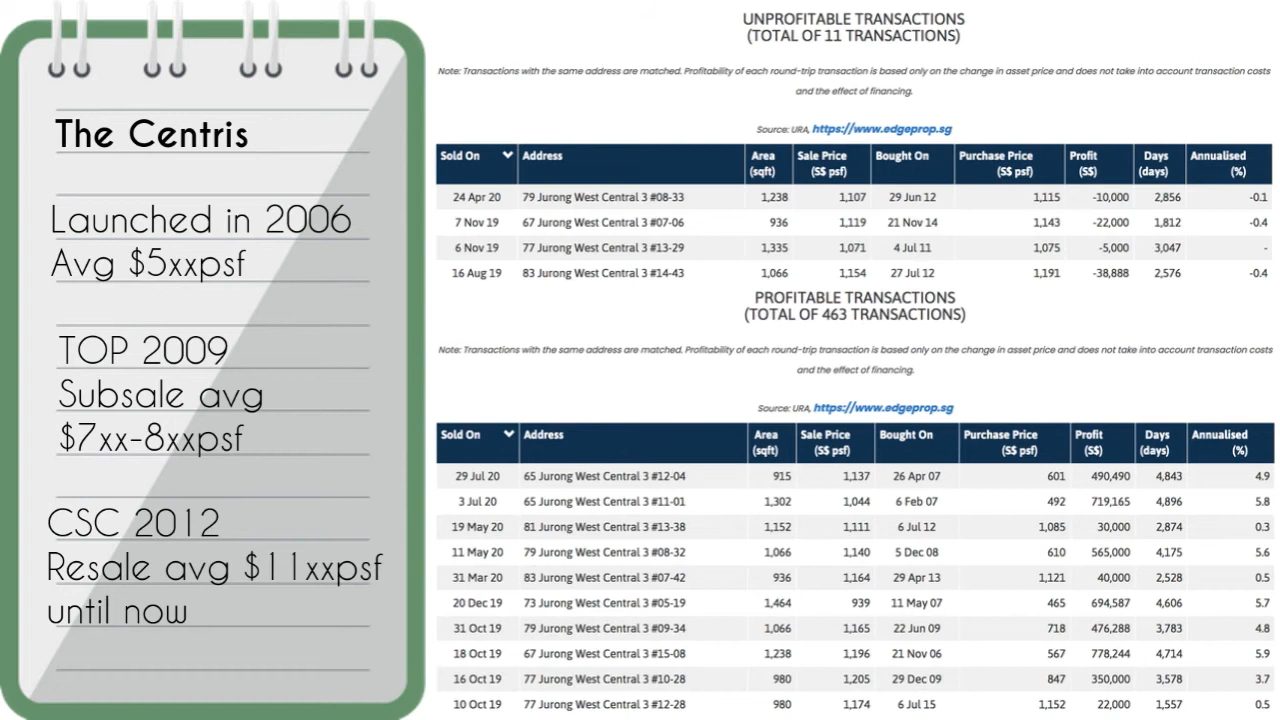 The Centris
Launched in 2006
Avg $5xxpsf
TOP 2009
Subsale avg
$7xx-8xxpsf
CSC 2012
Resale avg $11xxpsf
until now
UNPROFITABLE TRANSACTIONS
(TOTAL OF 11 TRANSACTIONS)
Note: Transactions with the same address are matched. Profitability of each round-trip transaction is based only on the change in asset price and does not take into account transaction costs
and the effect of financing.
Source: URA, https://www.edgeprop.sg
Sold On Address Area (sqft) Sale Price (S$ psf) Bought On Purchase Price (S$ psf) Profit (S$) Days (days) Annualised (%)
24 Apr 20 79 Jurong West Central 3 #08-33 1,238 1,107 29 Jun 12 1,115 -10,000 2,856 -0.1
7 Nov 19 67 Jurong West Central 3 #07-06 936 1,119 21 Nov 14 1,143 -22,000 1,812 -0.4
6 Nov 19 77 Jurong West Central 3 #13-29 1,335 1,071 4 Jul 11 1,075 -5,000 3,047 -
16 Aug 19 83 Jurong West Central 3 #14-43 1,066 1,154 27 Jul 12 1,191 -38,888 2,576 -0.4
PROFITABLE TRANSACTIONS
(TOTAL OF 463 TRANSACTIONS)
Note: Transactions with the same address are matched. Profitability of each round-trip transaction is based only on the change in asset price and does not take into account transaction costs
and the effect of financing.
Source: URA, https://www.edgeprop.sg
Sold On Address Area (sqft) Sale Price (S$ psf) Bought On Purchase Price (S$ psf) Profit (S$) Days (days) Annualised (%)
29 Jul 20 65 Jurong West Central 3 #12-04 915 1,137 26 Apr 07 601 490,490 4,843 4.9
3 Jul 20 65 Jurong West Central 3 #11-01 1,302 1,044 6 Feb 07 492 719,165 4,896 5.8
19 May 20 81 Jurong West Central 3 #13-38 1,152 1,111 6 Jul 12 1,085 30,000 2,874 0.3
11 May 20 79 Jurong West Central 3 #08-32 1,066 1,140 5 Dec 08 610 565,000 4,175 5.6
31 Mar 20 83 Jurong West Central 3 #07-42 936 1,164 29 Apr 13 1,121 40,000 2,528 0.5
20 Dec 19 73 Jurong West Central 3 #05-19 1,464 939 11 May 07 465 694,587 4,606 5.7
31 Oct 19 79 Jurong West Central 3 #09-34 1,066 1,165 22 Jun 09 718 476,288 3,783 4.8
18 Oct 19 67 Jurong West Central 3 #15-08 1,238 1,196 21 Nov 06 567 778,244 4,714 5.9
16 Oct 19 77 Jurong West Central 3 #10-28 980 1,205 29 Dec 09 847 350,000 3,578 3.7
10 Oct 19 77 Jurong West Central 3 #12-28 980 1,174 6 Jul 15 1,152 22,000 1,557 0.5